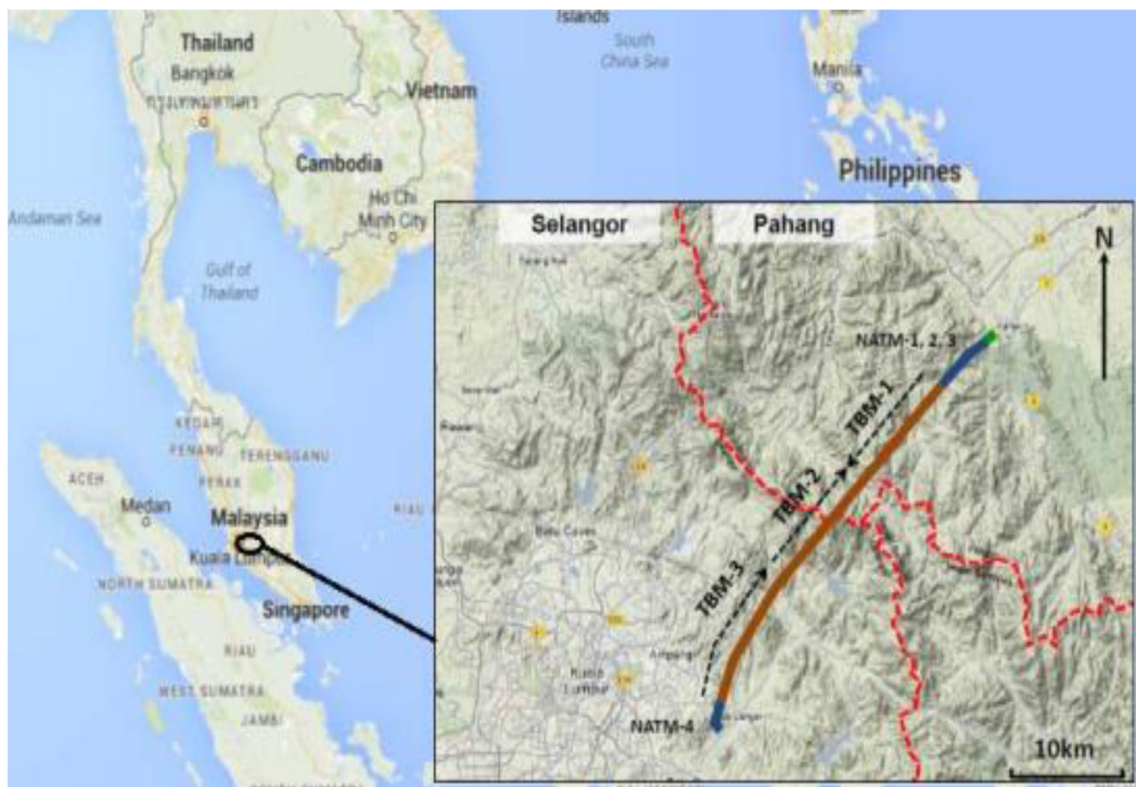 Islands
South
China Sea
Thailand
Bangkok
Manila
Vietnam
Cambodia
Philippines
Ho Chi
Minh City
Andaman Sea
Gulf of
Thailand
Selangor
Pahang
N
NATM-1, 2, 3
TBM-1
TBM-2
TBM-3
NATM-4
10km
Rawang
Batu Caves
Ampang
Kuala
Lumpur
KEDAH
PENANG
TERENGGANU
PERAK
ACEH
Medan
RIAU I
Malaysia
Kuala Lumpur
NORTH SUMATRA
Singapore
RIAU
WEST SUMATRA
JAMBI